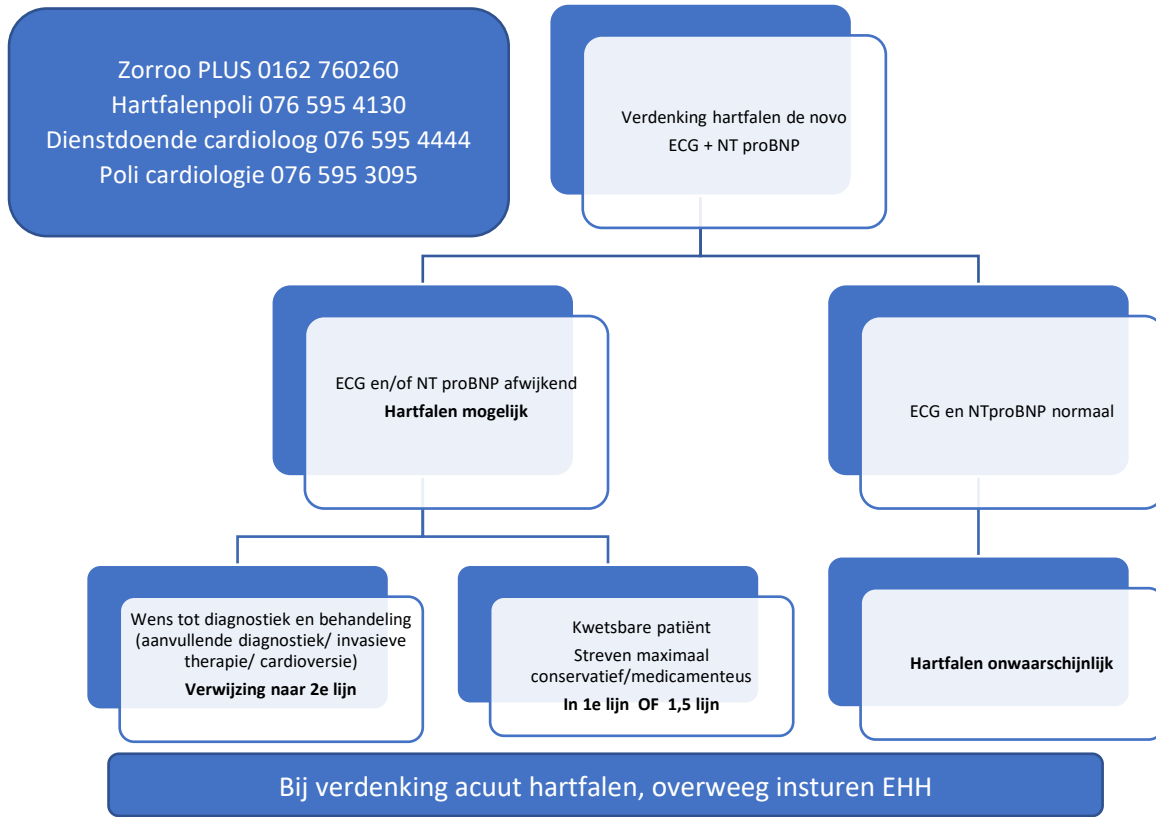 Zorroo PLUS 0162 760260
Hartfalenpoli 076 595 4130
Dienstdoende cardioloog 076 595 4444
Poli cardiologie 076 595 3095
Verdenking hartfalen de novo
ECG + NT proBNP
ECG en/of NT proBNP afwijkend
Hartfalen mogelijk
ECG en NTproBNP normaal
Wens tot diagnostiek en behandeling
(aanvullende diagnostiek/ invasieve
therapie/ cardioversie)
Verwijzing naar 2e lijn
Kwetsbare patiënt
Streven maximaal
conservatief/medicamenteus
In 1e lijn OF 1,5 lijn
Hartfalen onwaarschijnlijk
Bij verdenking acuut hartfalen, overweeg insturen EHH